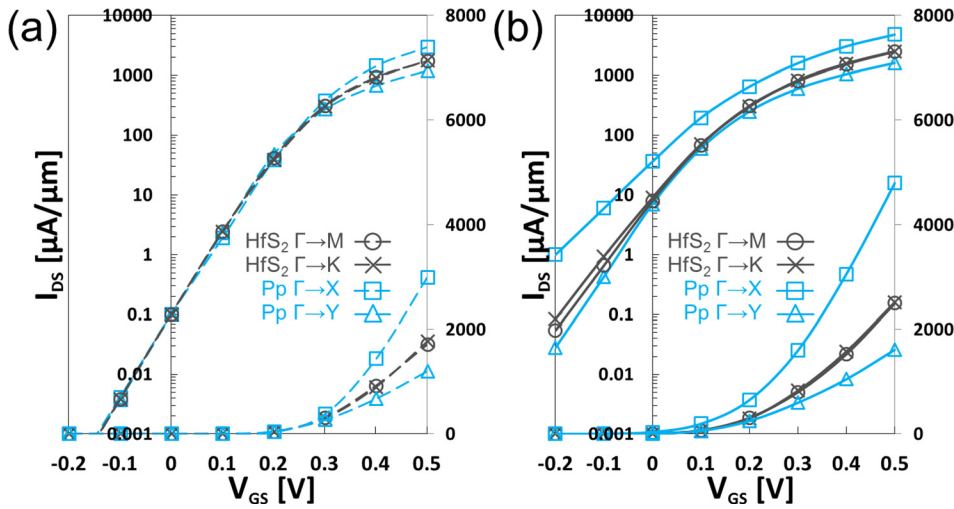 (a)
10000
1000
100
10
1
0.1
0.01
0.001
I_DS [µA/µm]
8000
6000
4000
2000
0
HfS₂ Γ→M
HfS₂ Γ→K
Pp Γ→X
Pp Γ→Y
-0.2 -0.1 0 0.1 0.2 0.3 0.4 0.5
V_GS [V]
(b)
10000
1000
100
10
1
0.1
0.01
0.001
I_DS [µA/µm]
8000
6000
4000
2000
0
HfS₂ Γ→M
HfS₂ Γ→K
Pp Γ→X
Pp Γ→Y
-0.2 -0.1 0 0.1 0.2 0.3 0.4 0.5
V_GS [V]